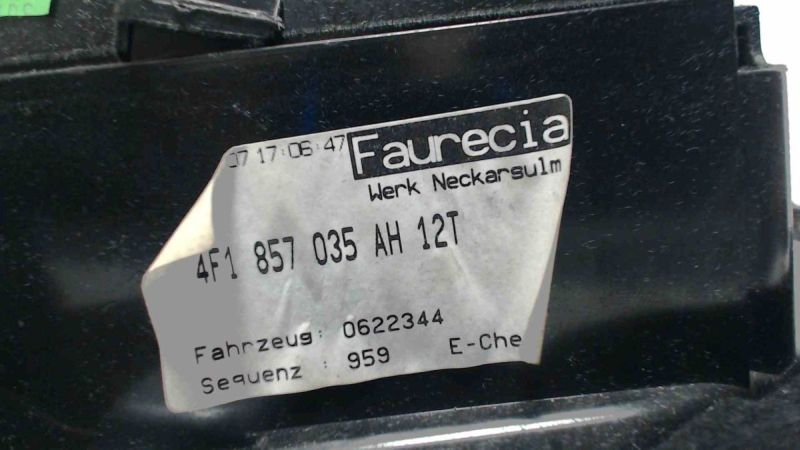 07 17:06:47 Faurecia
Werk Neckarsulm
4F1 857 035 AH 12T
Fahrzeug: 0622344
Sequenz : 959 E-Che